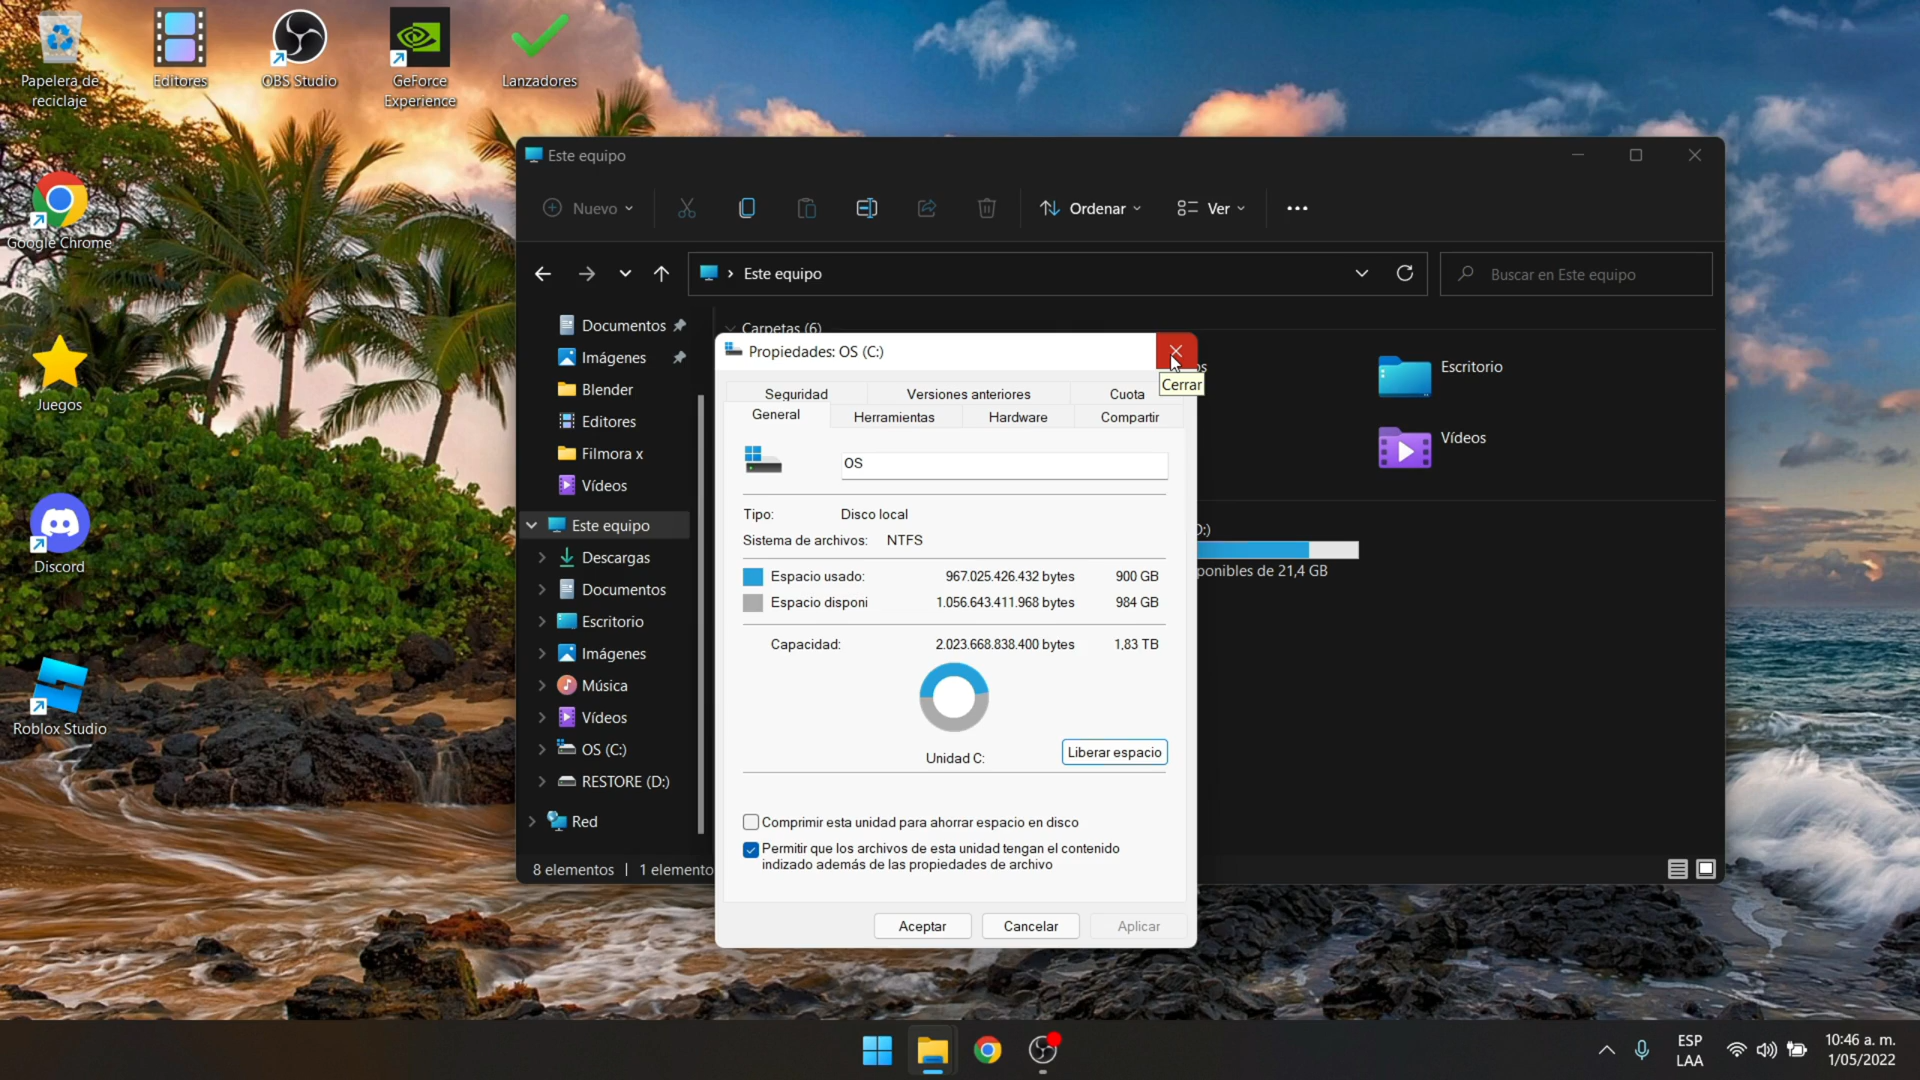 Papelera de
reciclaje
Editores
OBS Studio
GeForce
Experience
Lanzadores
Google Chrome
Juegos
Discord
Roblox Studio
Este equipo
Nuevo
Ordenar
Ver
Este equipo
Buscar en Este equipo
Documentos
Imágenes
Blender
Editores
Filmora x
Vídeos
Este equipo
Descargas
Documentos
Escritorio
Imágenes
Música
Vídeos
OS (C:)
RESTORE (D:)
Red
8 elementos
1 elemento
Carpetas (6)
Escritorio
Vídeos
ponibles de 21,4 GB
Propiedades: OS (C:)
Cerrar
Seguridad
Versiones anteriores
Cuota
General
Herramientas
Hardware
Compartir
OS
Tipo: Disco local
Sistema de archivos: NTFS
Espacio usado: 967.025.426.432 bytes 900 GB
Espacio disponi 1.056.643.411.968 bytes 984 GB
Capacidad: 2.023.668.838.400 bytes 1,83 TB
Unidad C:
Liberar espacio
Comprimir esta unidad para ahorrar espacio en disco
Permitir que los archivos de esta unidad tengan el contenido
indizado además de las propiedades de archivo
Aceptar
Cancelar
Aplicar
ESP
LAA
10:46 a. m.
1/05/2022